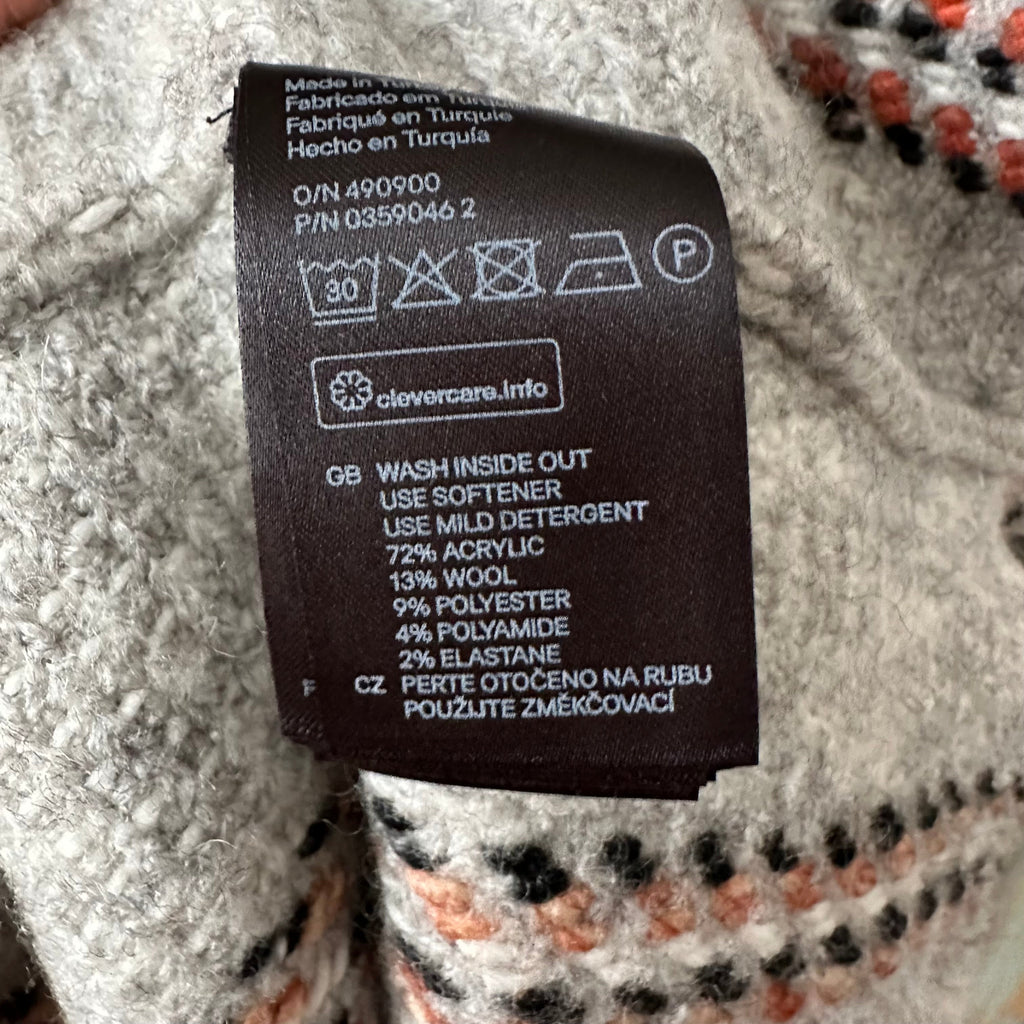 Made in
Fabricado em
Fabriqué en Turquie
Hecho en Turquía
O/N 490900
P/N 0359046 2
30
P
clevercare.info
GB WASH INSIDE OUT
USE SOFTENER
USE MILD DETERGENT
72% ACRYLIC
13% WOOL
9% POLYESTER
4% POLYAMIDE
2% ELASTANE
F CZ PERTE OTOČENO NA RUBU
POUŽIJTE ZMĚKČOVACÍ